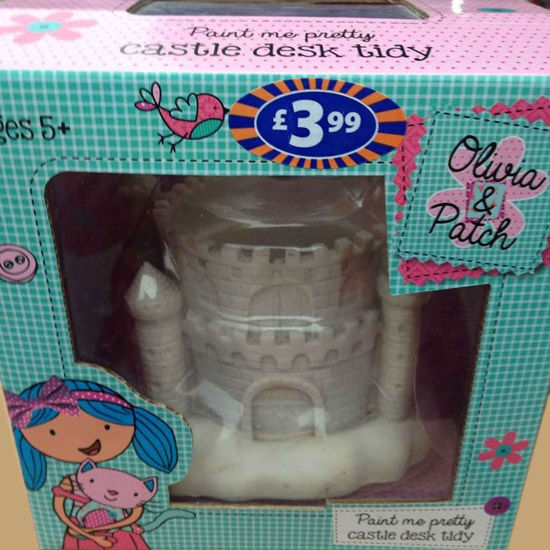 Paint me pretty
castle desk tidy
£3.99
ges 5+
Olivia
&
Patch
Paint me pretty
castle desk tidy